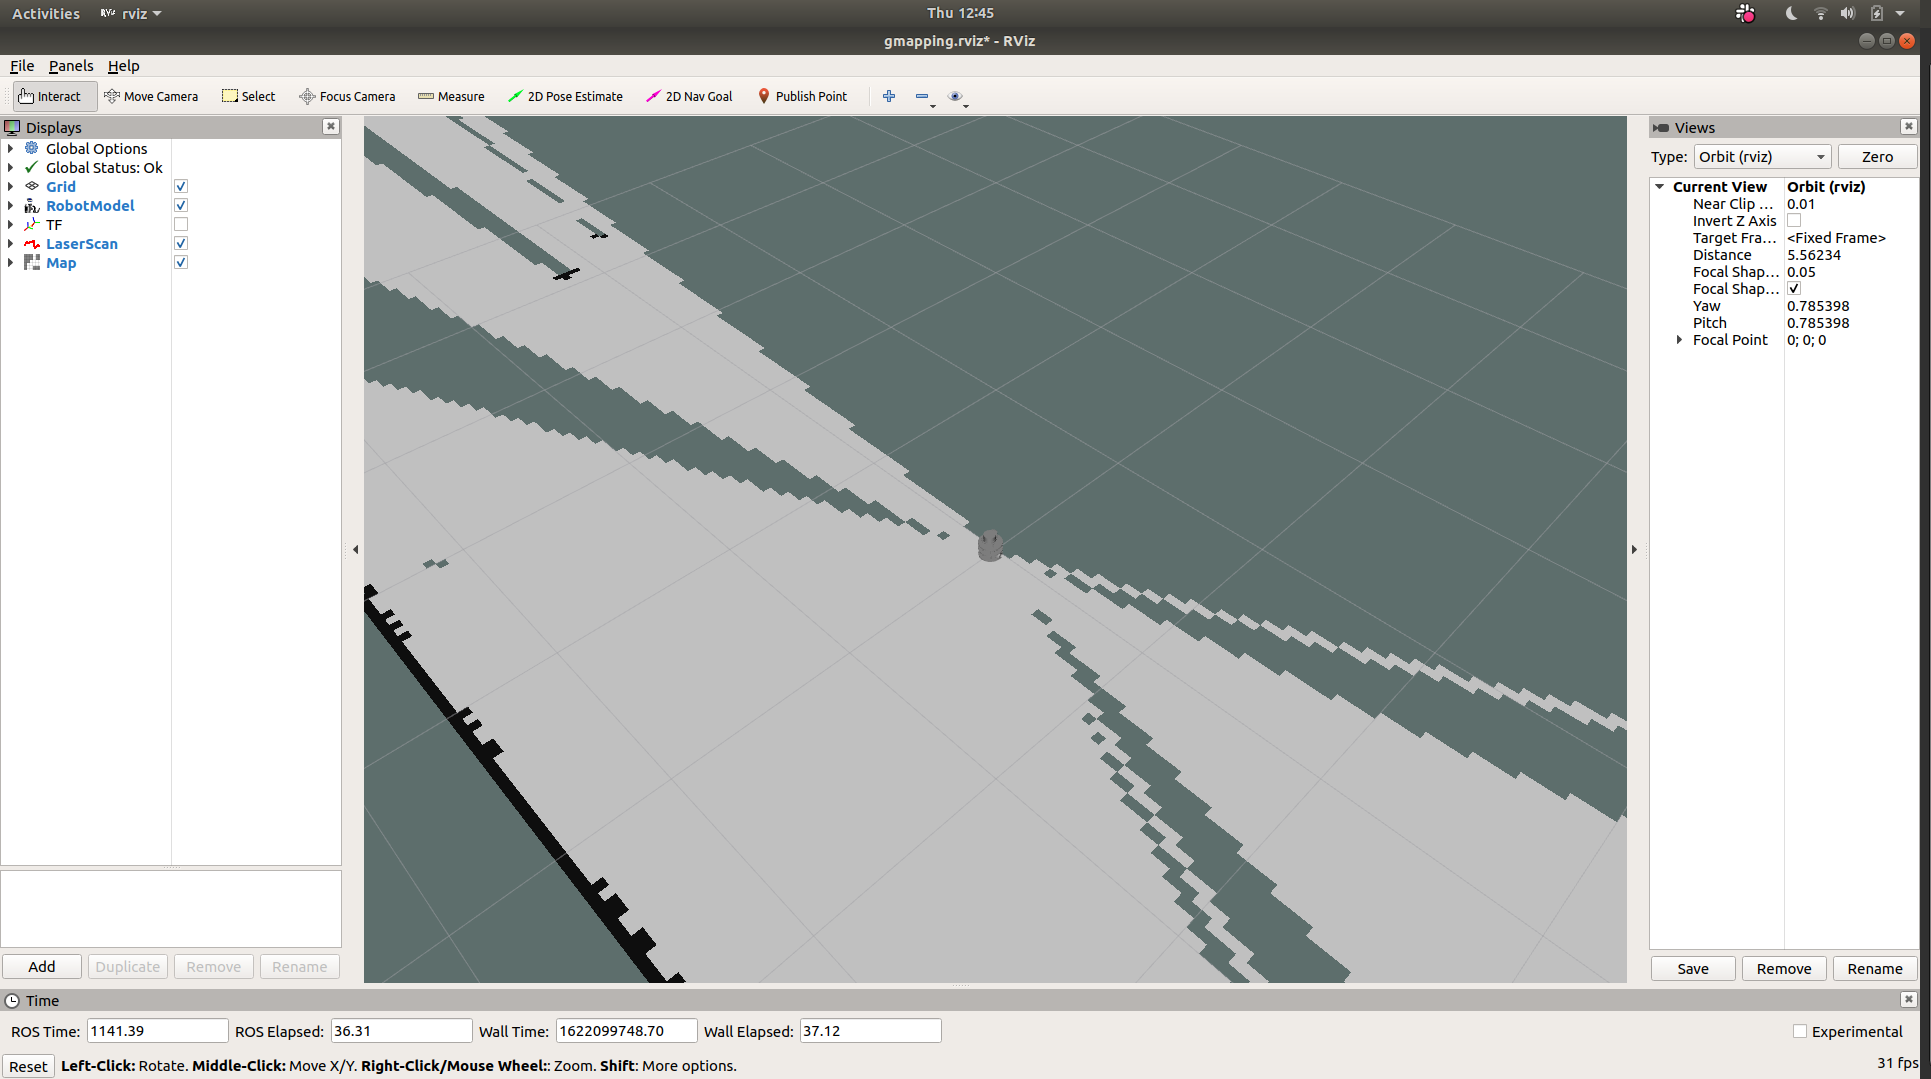 Activities rviz Thu 12:45
gmapping.rviz* - RViz
File Panels Help
Interact Move Camera Select Focus Camera Measure 2D Pose Estimate 2D Nav Goal Publish Point
Displays
Global Options
Global Status: Ok
Grid
RobotModel
TF
LaserScan
Map
Add Duplicate Remove Rename
Views
Type: Orbit (rviz) Zero
Current View Orbit (rviz)
Near Clip ... 0.01
Invert Z Axis
Target Fra... <Fixed Frame>
Distance 5.56234
Focal Shap... 0.05
Focal Shap...
Yaw 0.785398
Pitch 0.785398
Focal Point 0; 0; 0
Save Remove Rename
Time
ROS Time: 1141.39 ROS Elapsed: 36.31 Wall Time: 1622099748.70 Wall Elapsed: 37.12 Experimental
Reset Left-Click: Rotate. Middle-Click: Move X/Y. Right-Click/Mouse Wheel:: Zoom. Shift: More options. 31 fps